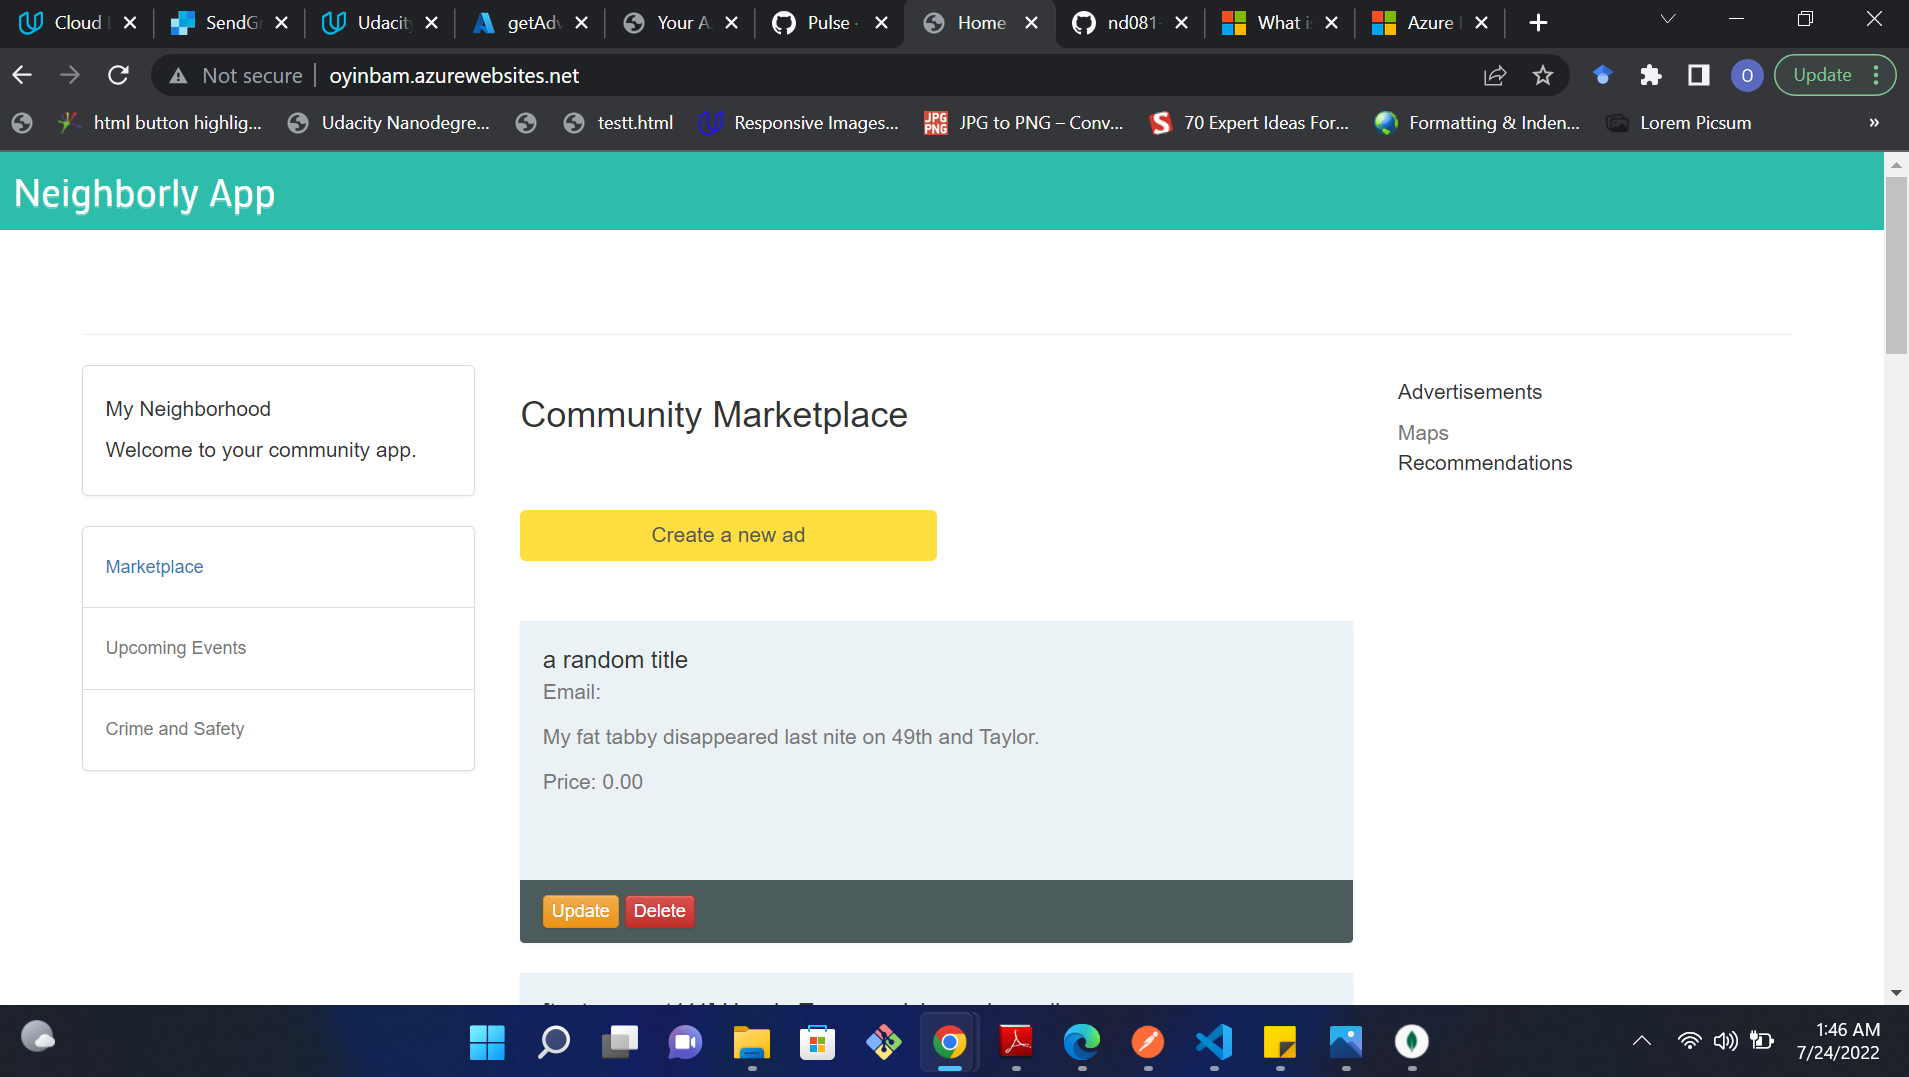 Cloud
SendG
Udacity
getAdv
Your A
Pulse ·
Home
nd081-
What i
Azure
Not secure
oyinbam.azurewebsites.net
O
Update
html button highlig...
Udacity Nanodegre...
testt.html
JPG PNG
Responsive Images...
JPG to PNG – Conv...
70 Expert Ideas For...
Formatting & Inden...
Lorem Picsum
»
Neighborly App
My Neighborhood
Welcome to your community app.
Marketplace
Upcoming Events
Crime and Safety
Community Marketplace
Create a new ad
a random title
Email:
My fat tabby disappeared last nite on 49th and Taylor.
Price: 0.00
Update
Delete
Advertisements
Maps
Recommendations
1:46 AM
7/24/2022